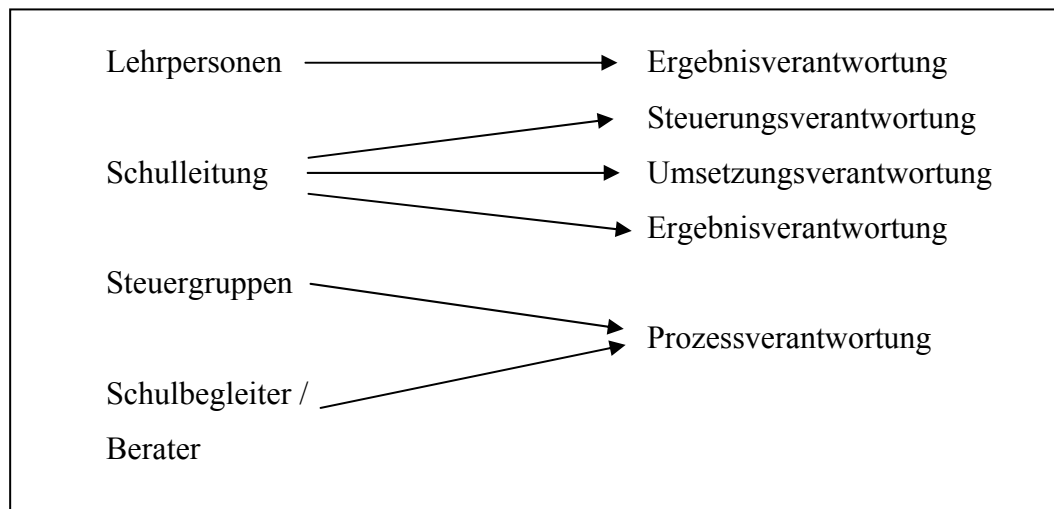 Lehrpersonen
Ergebnisverantwortung
Steuerungsverantwortung
Schulleitung
Umsetzungsverantwortung
Ergebnisverantwortung
Steuergruppen
Prozessverantwortung
Schulbegleiter /
Berater